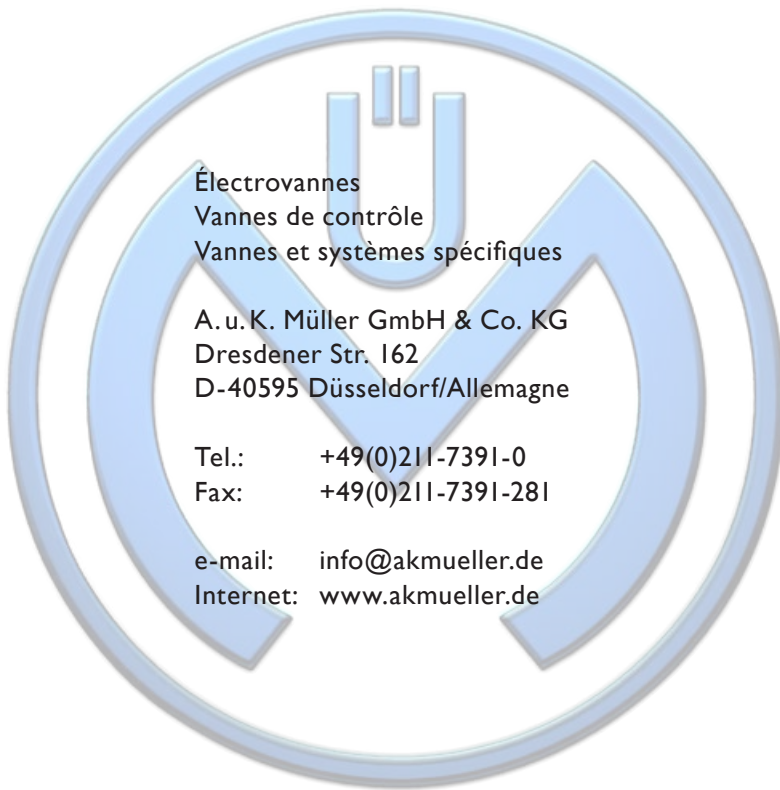 Électrovannes
Vannes de contrôle
Vannes et systèmes spécifiques
A. u. K. Müller GmbH & Co. KG
Dresdener Str. 162
D-40595 Düsseldorf/Allemagne
Tel.: +49(0)211-7391-0
Fax: +49(0)211-7391-281
e-mail: info@akmueller.de
Internet: www.akmueller.de